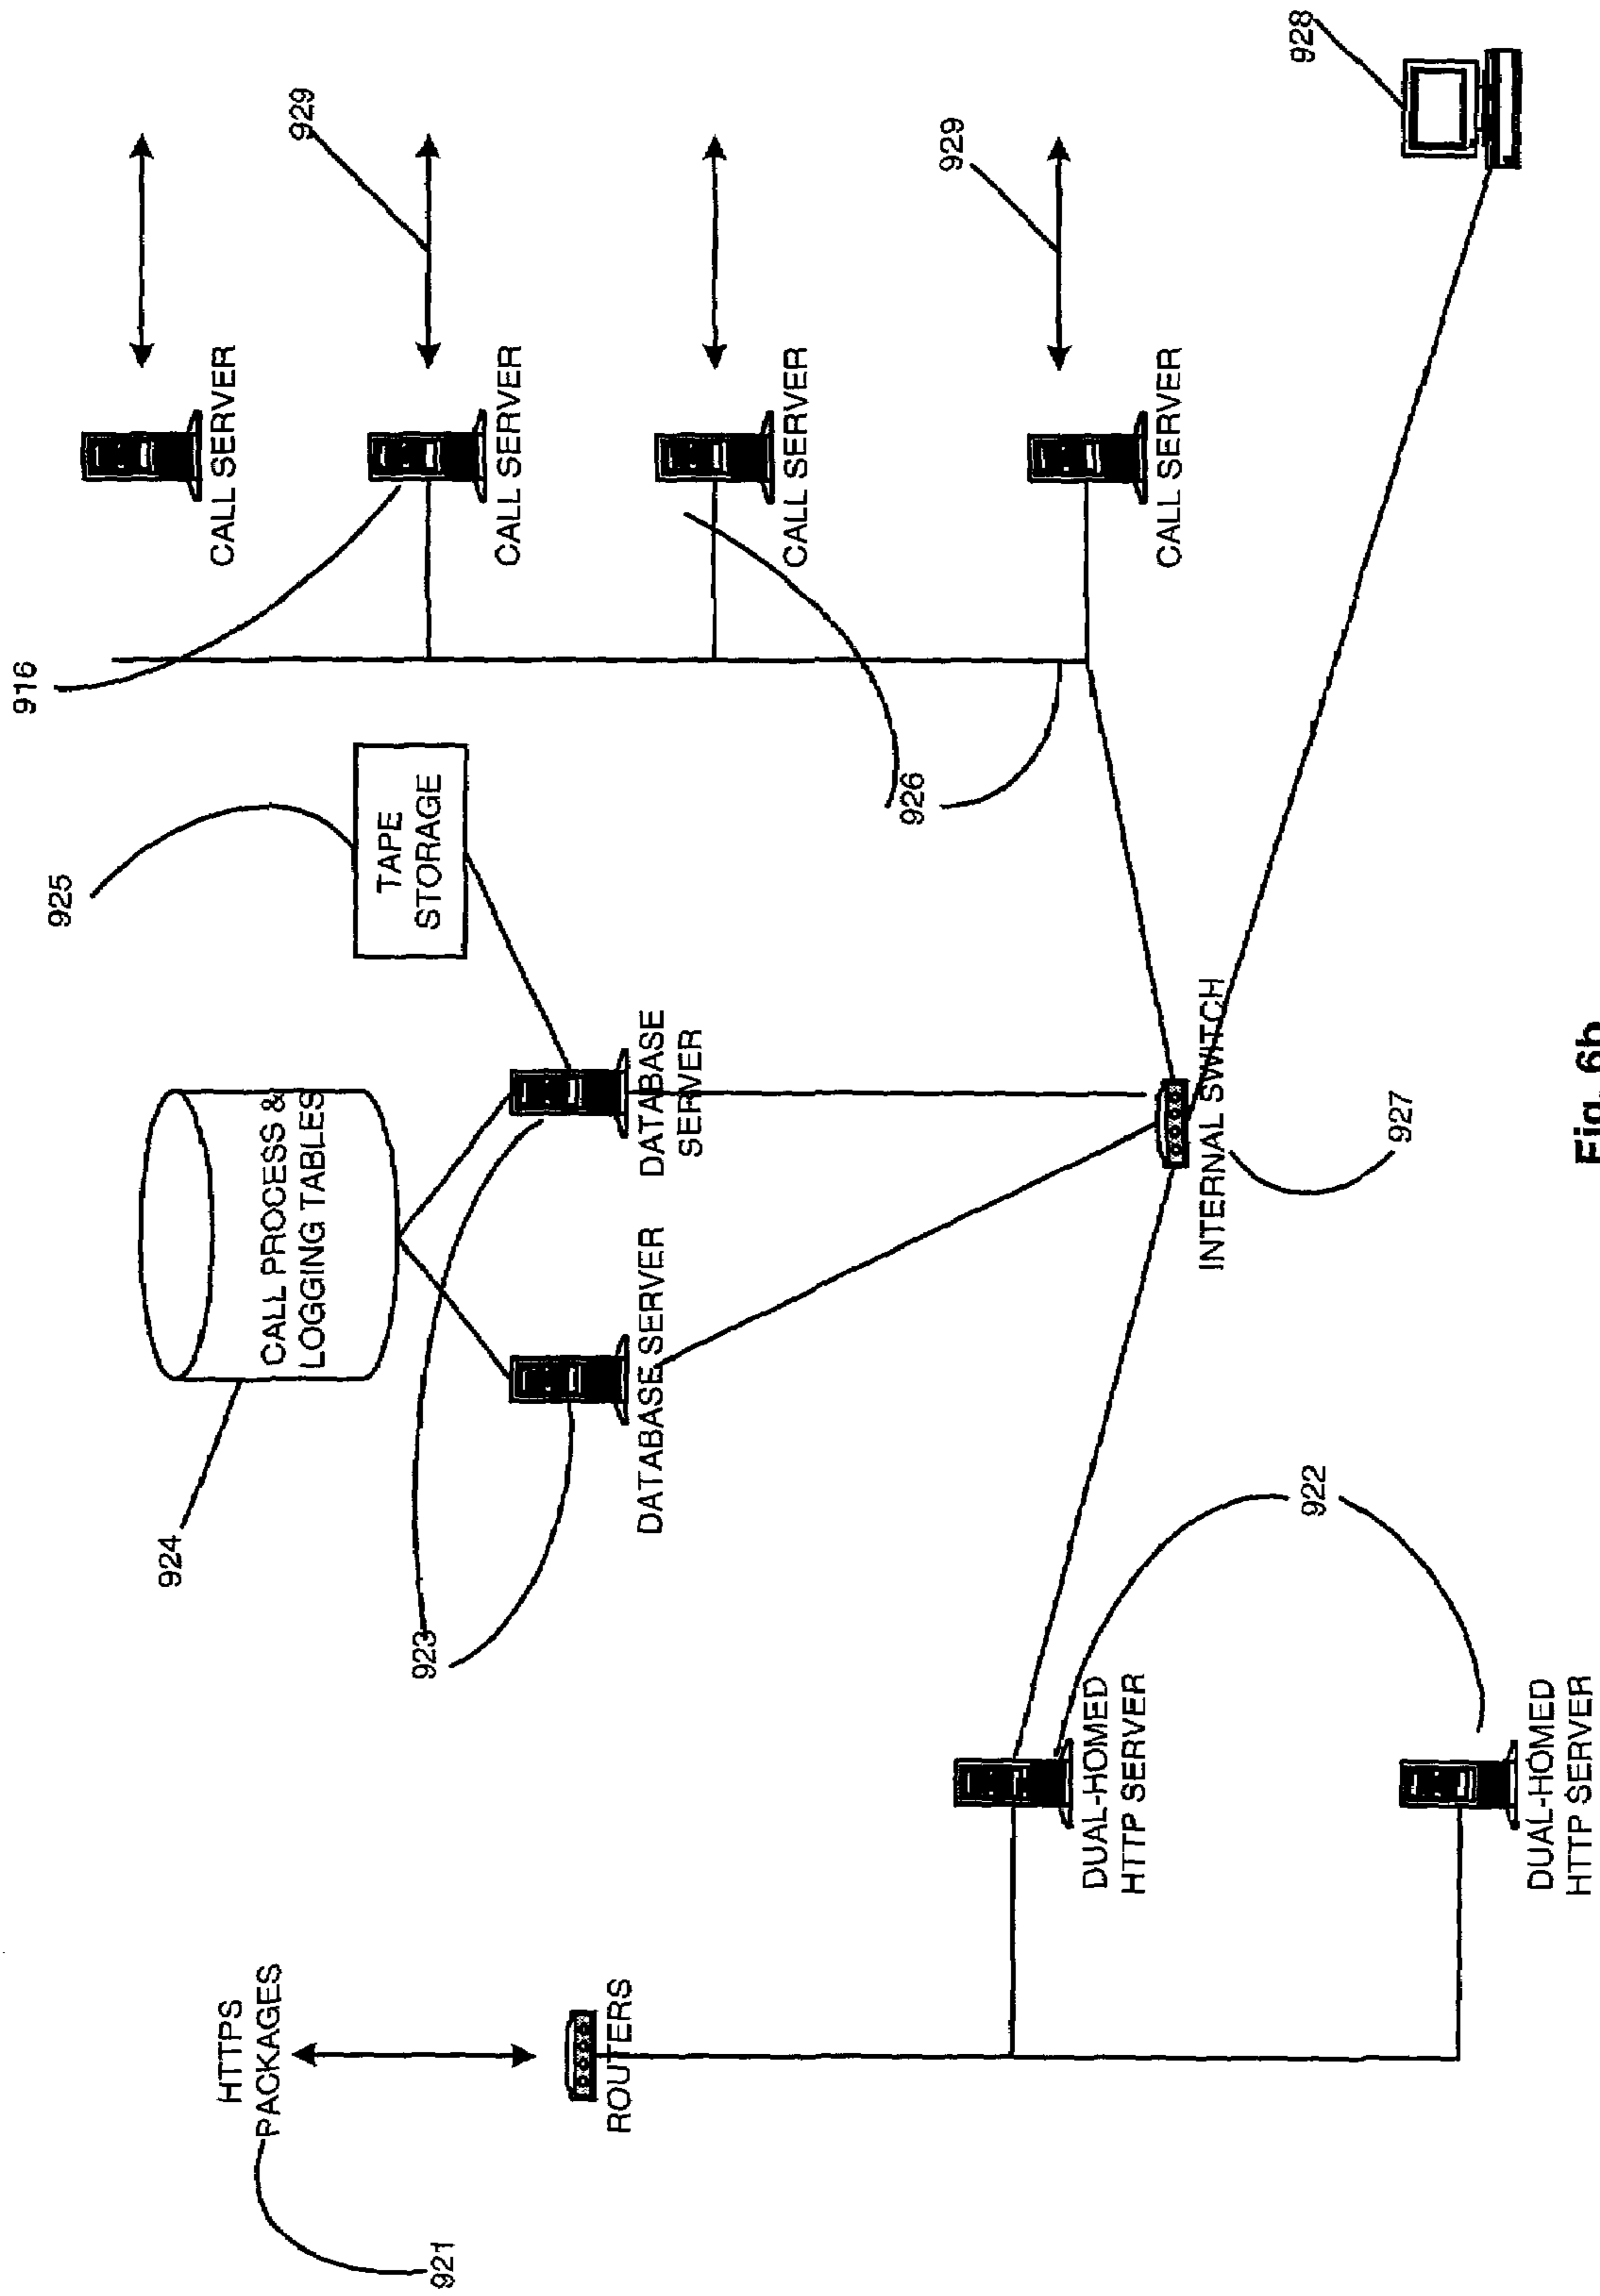 916
925
924
CALL SERVER
HTTPS
PACKAGES
CALL PROCESS &
LOGGING TABLES
929
TAPE
STORAGE
923
921
CALL SERVER
ROUTERS
DATABASE SERVER
DATABASE
SERVER
CALL SERVER
926
929
DUAL-HOMED
HTTP SERVER
CALL SERVER
INTERNAL SWITCH
928
922
927
DUAL-HOMED
HTTP SERVER
Fig. 6b